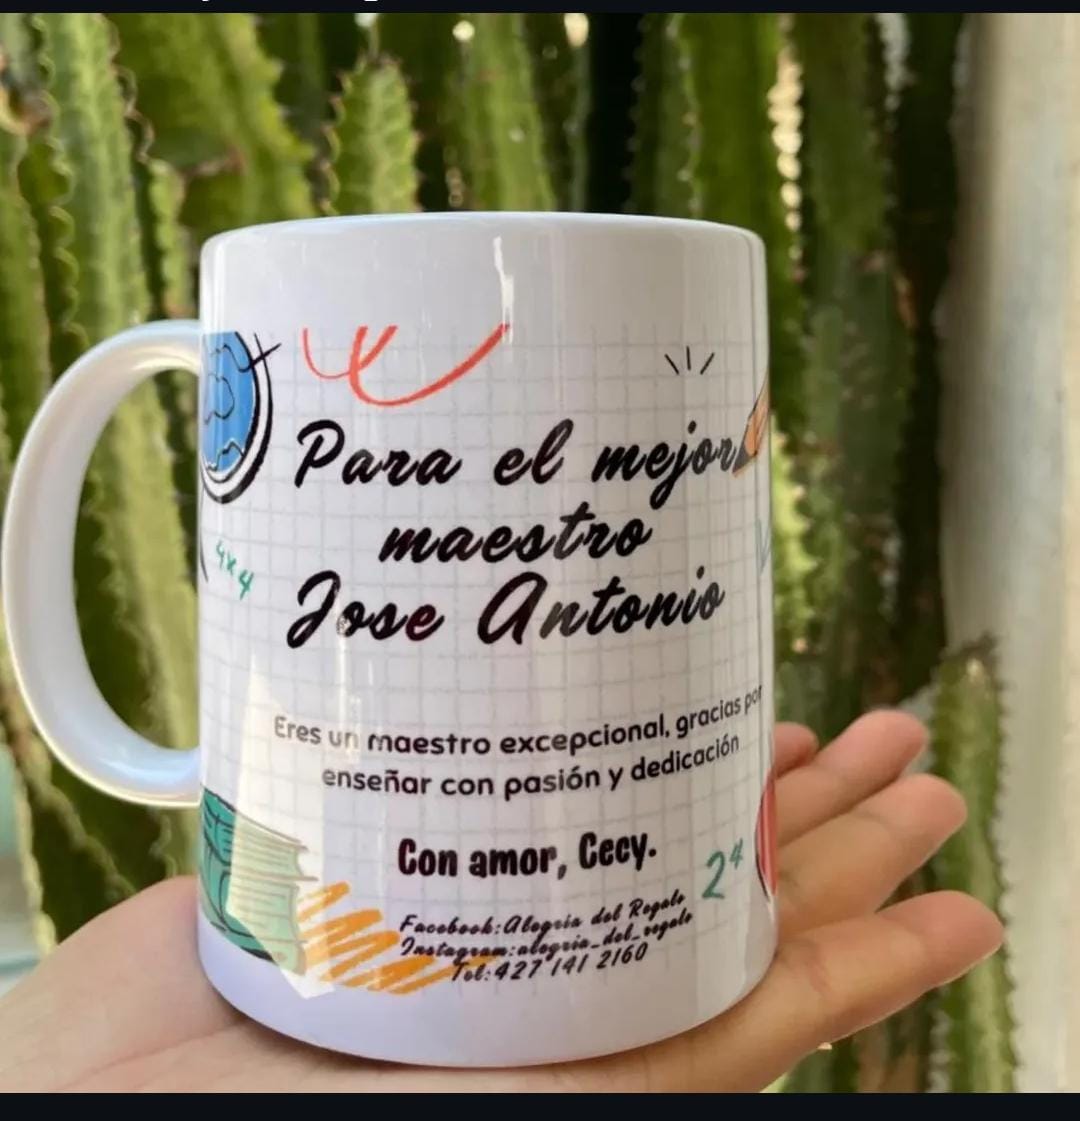 Para el mejor
maestro
Jose Antonio
4x4
Eres un maestro excepcional, gracias por
enseñar con pasión y dedicación
Con amor, Cecy.
2⁴
Facebook:Alegria del Regalo
Instagram:alegria_del_regalo
Tel:427 141 2160